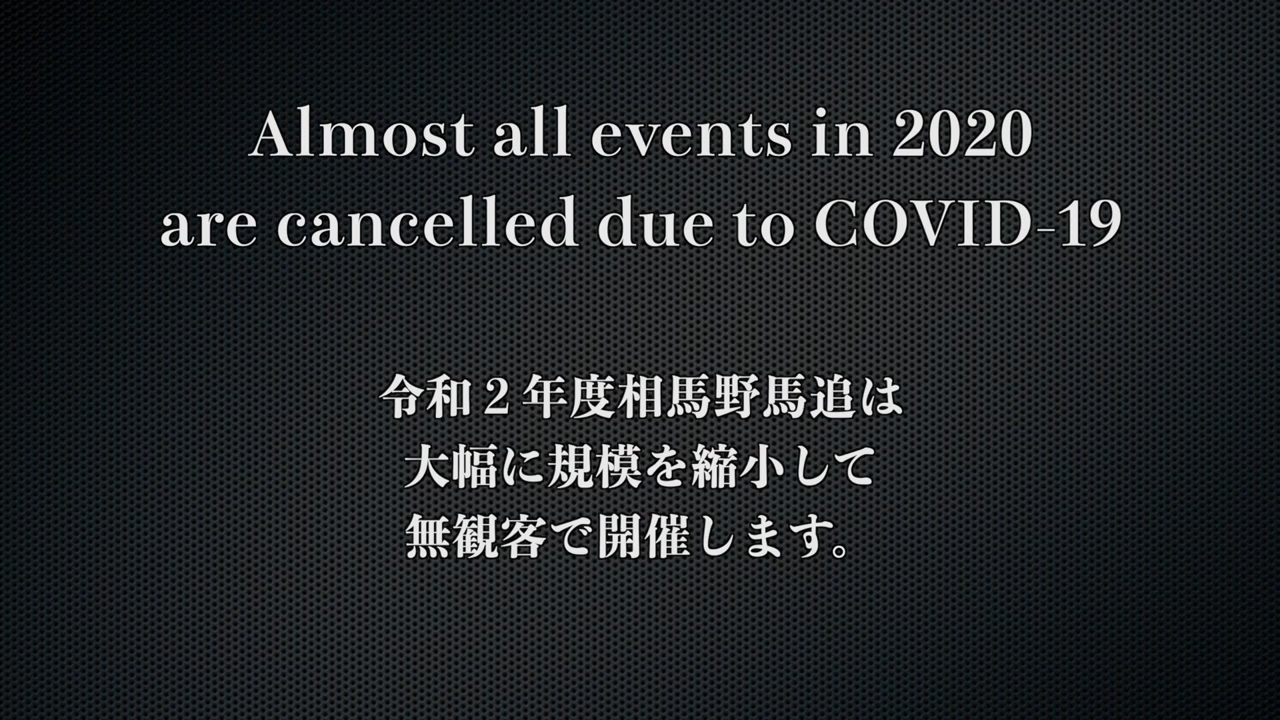 Almost all events in 2020
are cancelled due to COVID-19
令和２年度相馬野馬追は
大幅に規模を縮小して
無観客で開催します。